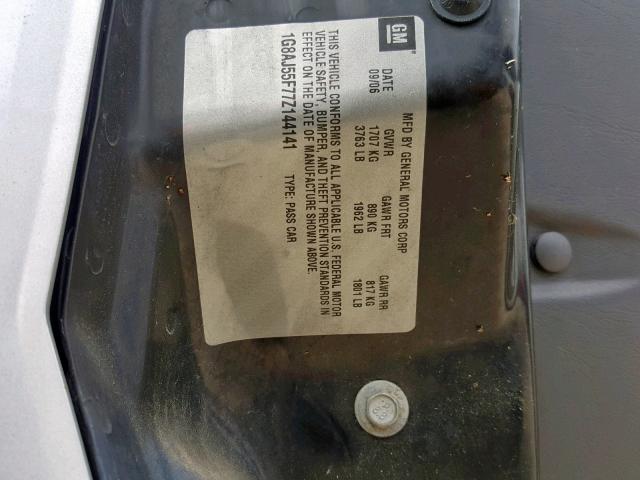 GM
MFD BY GENERAL MOTORS CORP
DATE GVWR GAWR FRT GAWR RR
09/06 1707 KG 890 KG 817 KG
3763 LB 1962 LB 1801 LB
THIS VEHICLE CONFORMS TO ALL APPLICABLE U.S. FEDERAL MOTOR
VEHICLE SAFETY, BUMPER, AND THEFT PREVENTION STANDARDS IN
EFFECT ON THE DATE OF MANUFACTURE SHOWN ABOVE.
1G8AJ55F77Z144141 TYPE: PASS CAR